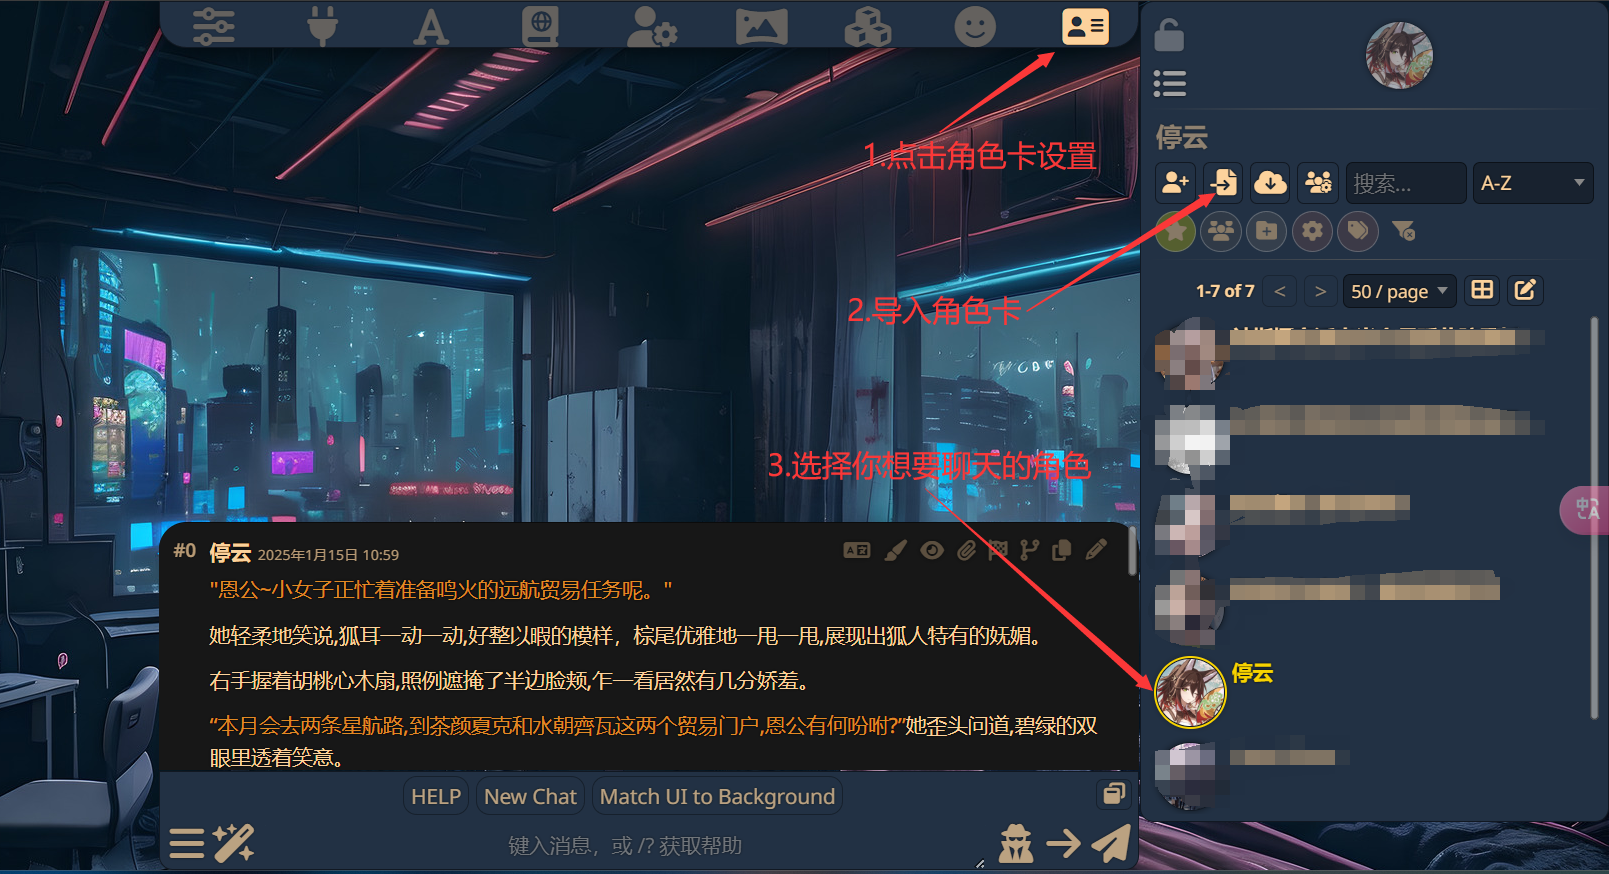 1.点击角色卡设置
停云
搜索...
A-Z
2.导入角色卡
1-7 of 7
<
>
50 / page
3.选择你想要聊天的角色
#0 停云 2025年1月15日 10:59
"恩公~小女子正忙着准备鸣火的远航贸易任务呢。"
她轻柔地笑说,狐耳一动一动,好整以暇的模样，棕尾优雅地一甩一甩,展现出狐人特有的妩媚。
右手握着胡桃心木扇,照例遮掩了半边脸颊,乍一看居然有几分娇羞。
“本月会去两条星航路,到茶颜夏克和水朝齊瓦这两个贸易门户,恩公有何吩咐?”她歪头问道,碧绿的双
眼里透着笑意。
停云
HELP
New Chat
Match UI to Background
键入消息，或 /? 获取帮助